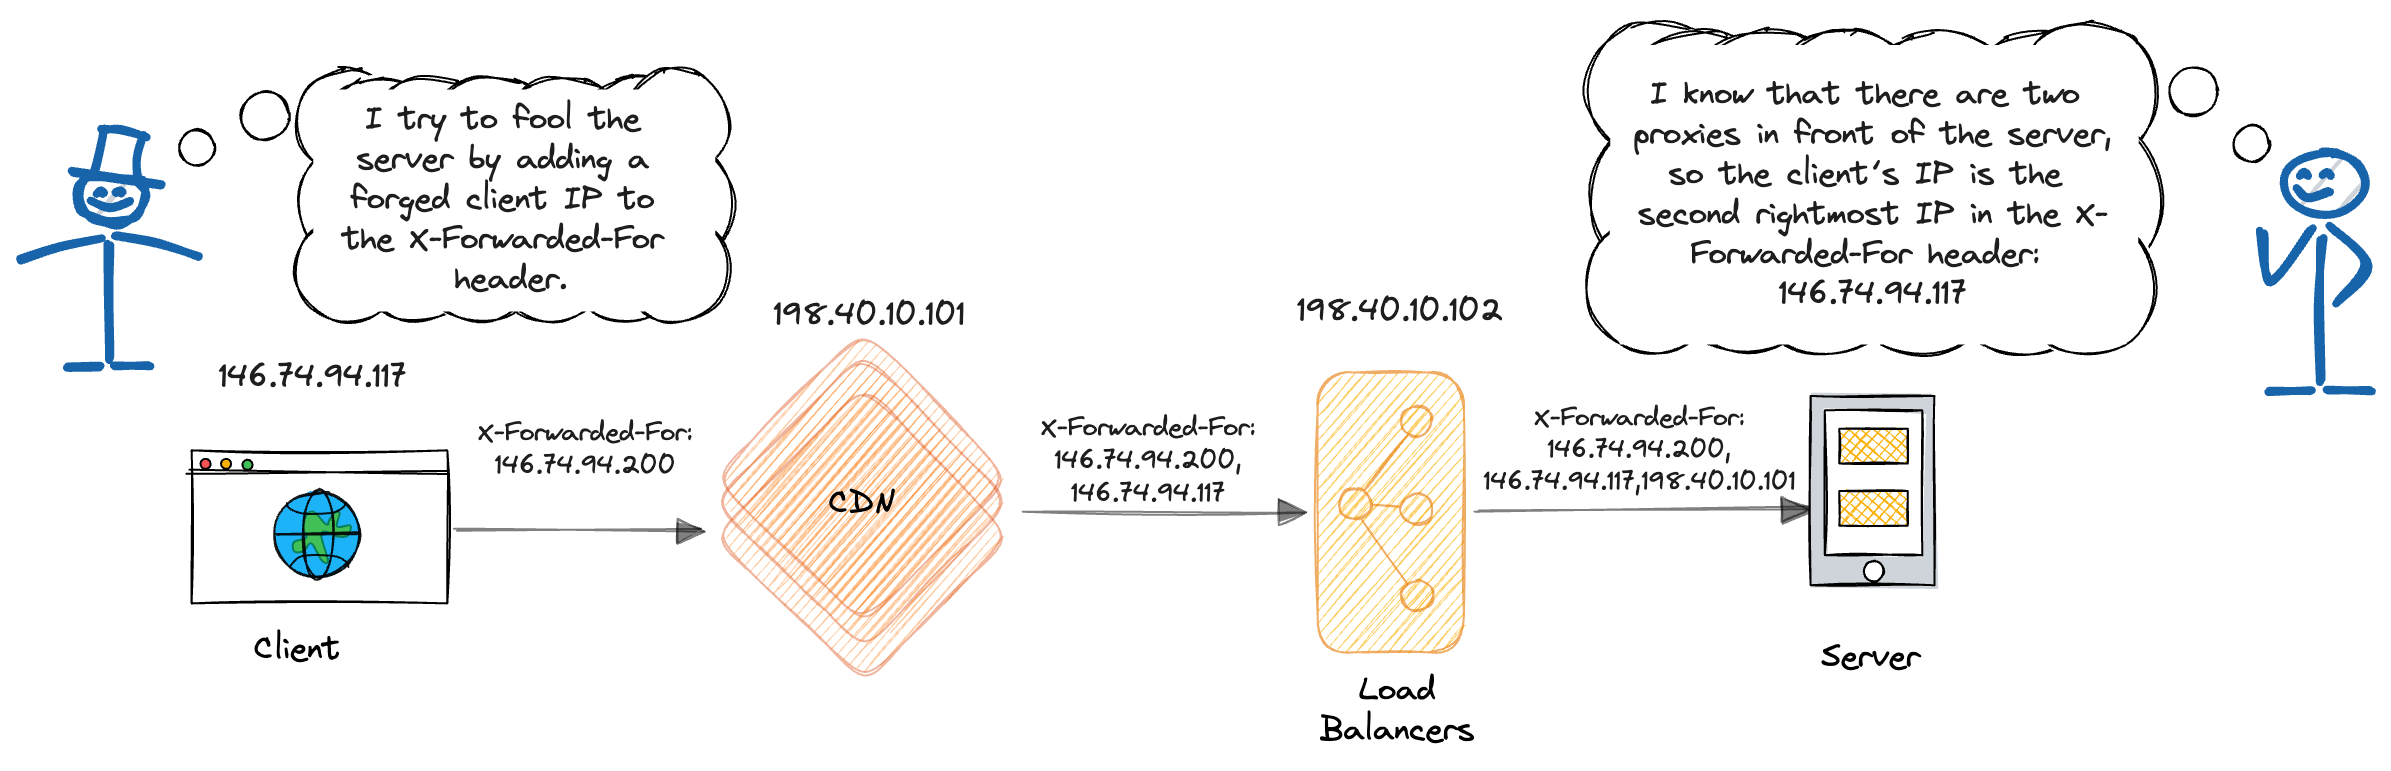 I try to fool the
server by adding a
forged client IP to
the X-Forwarded-For
header.
I know that there are two
proxies in front of the server,
so the client's IP is the
second rightmost IP in the X-
Forwarded-For header:
146.74.94.117
146.74.94.117
198.40.10.101
198.40.10.102
X-Forwarded-For:
146.74.94.200
X-Forwarded-For:
146.74.94.200,
146.74.94.117
X-Forwarded-For:
146.74.94.200,
146.74.94.117,198.40.10.101
CDN
Client
Load
Balancers
Server